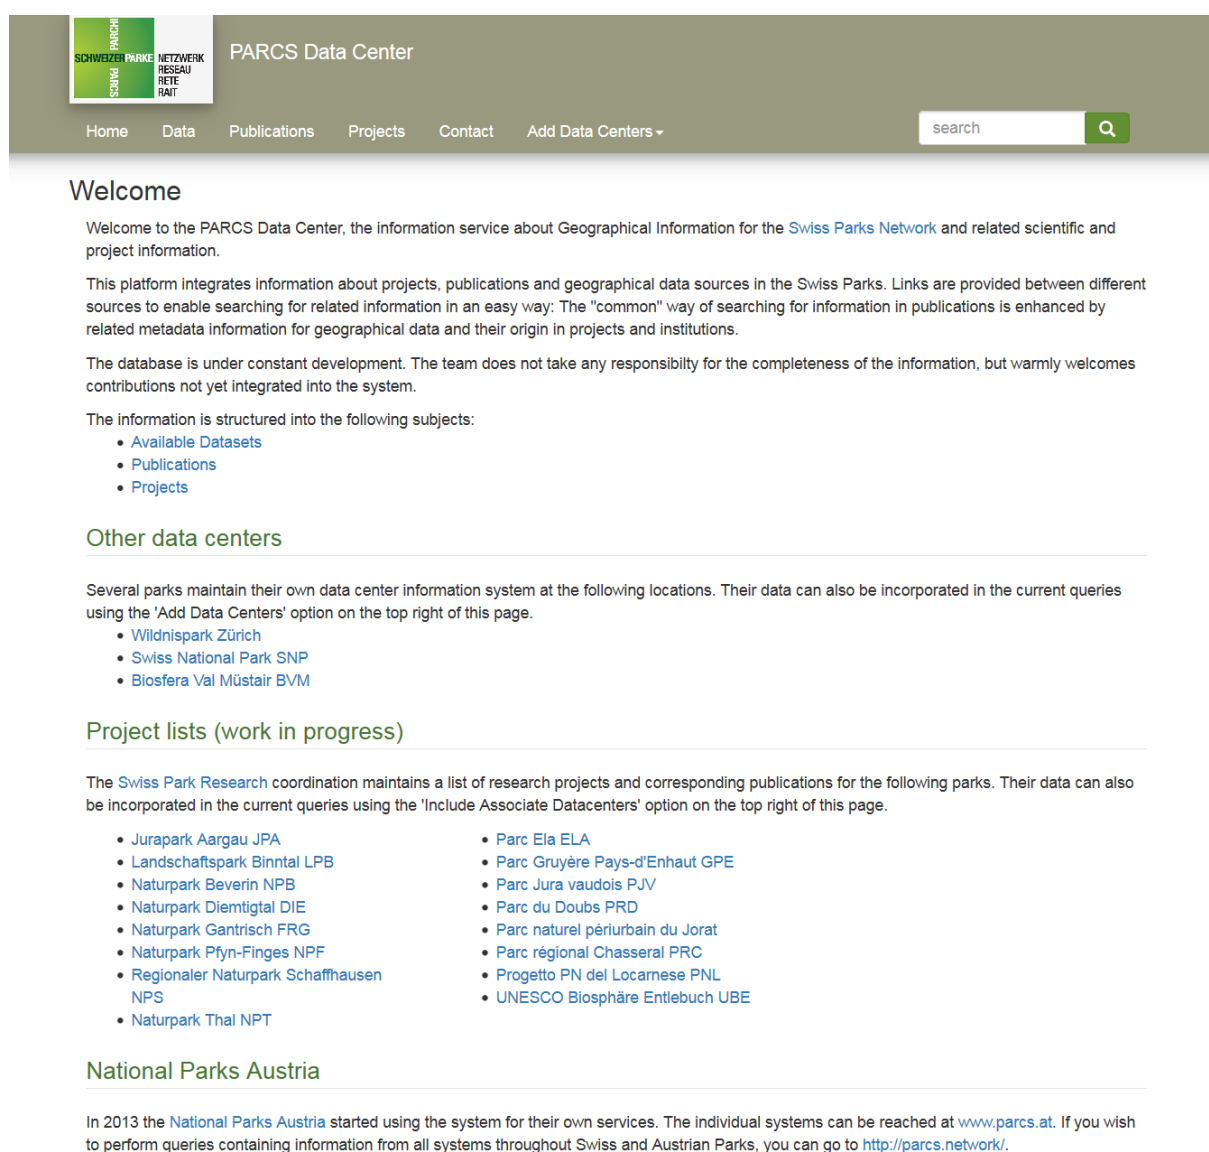 PARCHI
SCHWEIZER PÄRKE
PARCS
NETZWERK
RESEAU
RETE
RAIT
PARCS Data Center
Home Data Publications Projects Contact Add Data Centers
search
Welcome
Welcome to the PARCS Data Center, the information service about Geographical Information for the Swiss Parks Network and related scientific and
project information.
This platform integrates information about projects, publications and geographical data sources in the Swiss Parks. Links are provided between different
sources to enable searching for related information in an easy way: The "common" way of searching for information in publications is enhanced by
related metadata information for geographical data and their origin in projects and institutions.
The database is under constant development. The team does not take any responsibilty for the completeness of the information, but warmly welcomes
contributions not yet integrated into the system.
The information is structured into the following subjects:
• Available Datasets
• Publications
• Projects
Other data centers
Several parks maintain their own data center information system at the following locations. Their data can also be incorporated in the current queries
using the 'Add Data Centers' option on the top right of this page.
• Wildnispark Zürich
• Swiss National Park SNP
• Biosfera Val Müstair BVM
Project lists (work in progress)
The Swiss Park Research coordination maintains a list of research projects and corresponding publications for the following parks. Their data can also
be incorporated in the current queries using the 'Include Associate Datacenters' option on the top right of this page.
• Jurapark Aargau JPA
• Landschaftspark Binntal LPB
• Naturpark Beverin NPB
• Naturpark Diemtigtal DIE
• Naturpark Gantrisch FRG
• Naturpark Pfyn-Finges NPF
• Regionaler Naturpark Schaffhausen
NPS
• Naturpark Thal NPT
• Parc Ela ELA
• Parc Gruyère Pays-d'Enhaut GPE
• Parc Jura vaudois PJV
• Parc du Doubs PRD
• Parc naturel périurbain du Jorat
• Parc régional Chasseral PRC
• Progetto PN del Locarnese PNL
• UNESCO Biosphäre Entlebuch UBE
National Parks Austria
In 2013 the National Parks Austria started using the system for their own services. The individual systems can be reached at www.parcs.at. If you wish
to perform queries containing information from all systems throughout Swiss and Austrian Parks, you can go to http://parcs.network/.